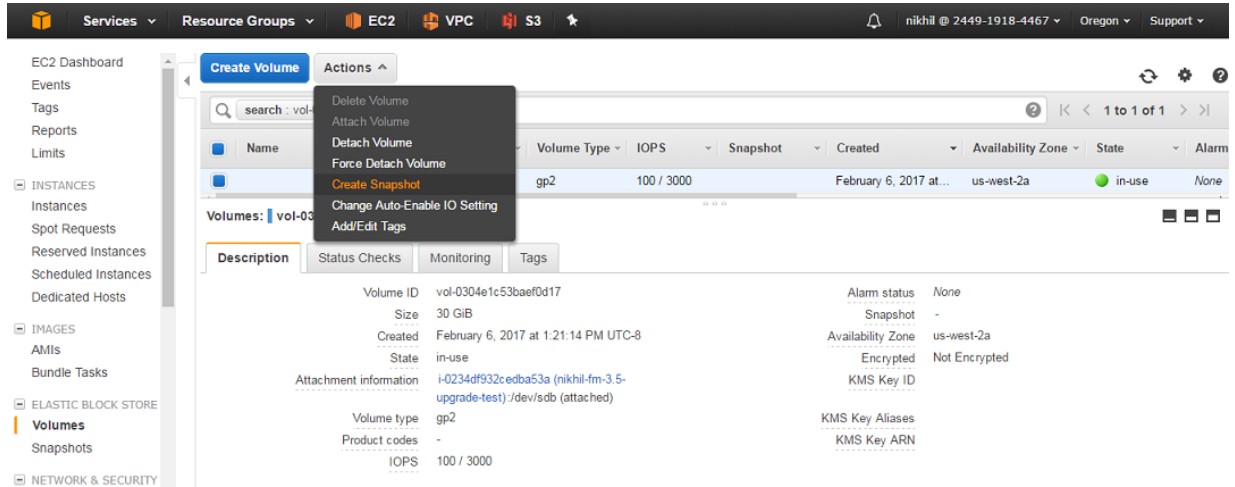 Services Resource Groups EC2 VPC S3 nikhil @ 2449-1918-4467 Oregon Support
EC2 Dashboard
Events
Tags
Reports
Limits
INSTANCES
Instances
Spot Requests
Reserved Instances
Scheduled Instances
Dedicated Hosts
IMAGES
AMIs
Bundle Tasks
ELASTIC BLOCK STORE
Volumes
Snapshots
NETWORK & SECURITY
Create Volume Actions
search : vol- 1 to 1 of 1
Delete Volume
Attach Volume
Detach Volume
Force Detach Volume
Create Snapshot
Change Auto-Enable IO Setting
Add/Edit Tags
Name Volume Type IOPS Snapshot Created Availability Zone State Alarm
gp2 100 / 3000 February 6, 2017 at... us-west-2a in-use None
Volumes: vol-03
Description Status Checks Monitoring Tags
Volume ID vol-0304e1c53baef0d17
Size 30 GiB
Created February 6, 2017 at 1:21:14 PM UTC-8
State in-use
Attachment information i-0234df932cedba53a (nikhil-fm-3.5-
upgrade-test):/dev/sdb (attached)
Volume type gp2
Product codes -
IOPS 100 / 3000
Alarm status None
Snapshot -
Availability Zone us-west-2a
Encrypted Not Encrypted
KMS Key ID
KMS Key Aliases
KMS Key ARN